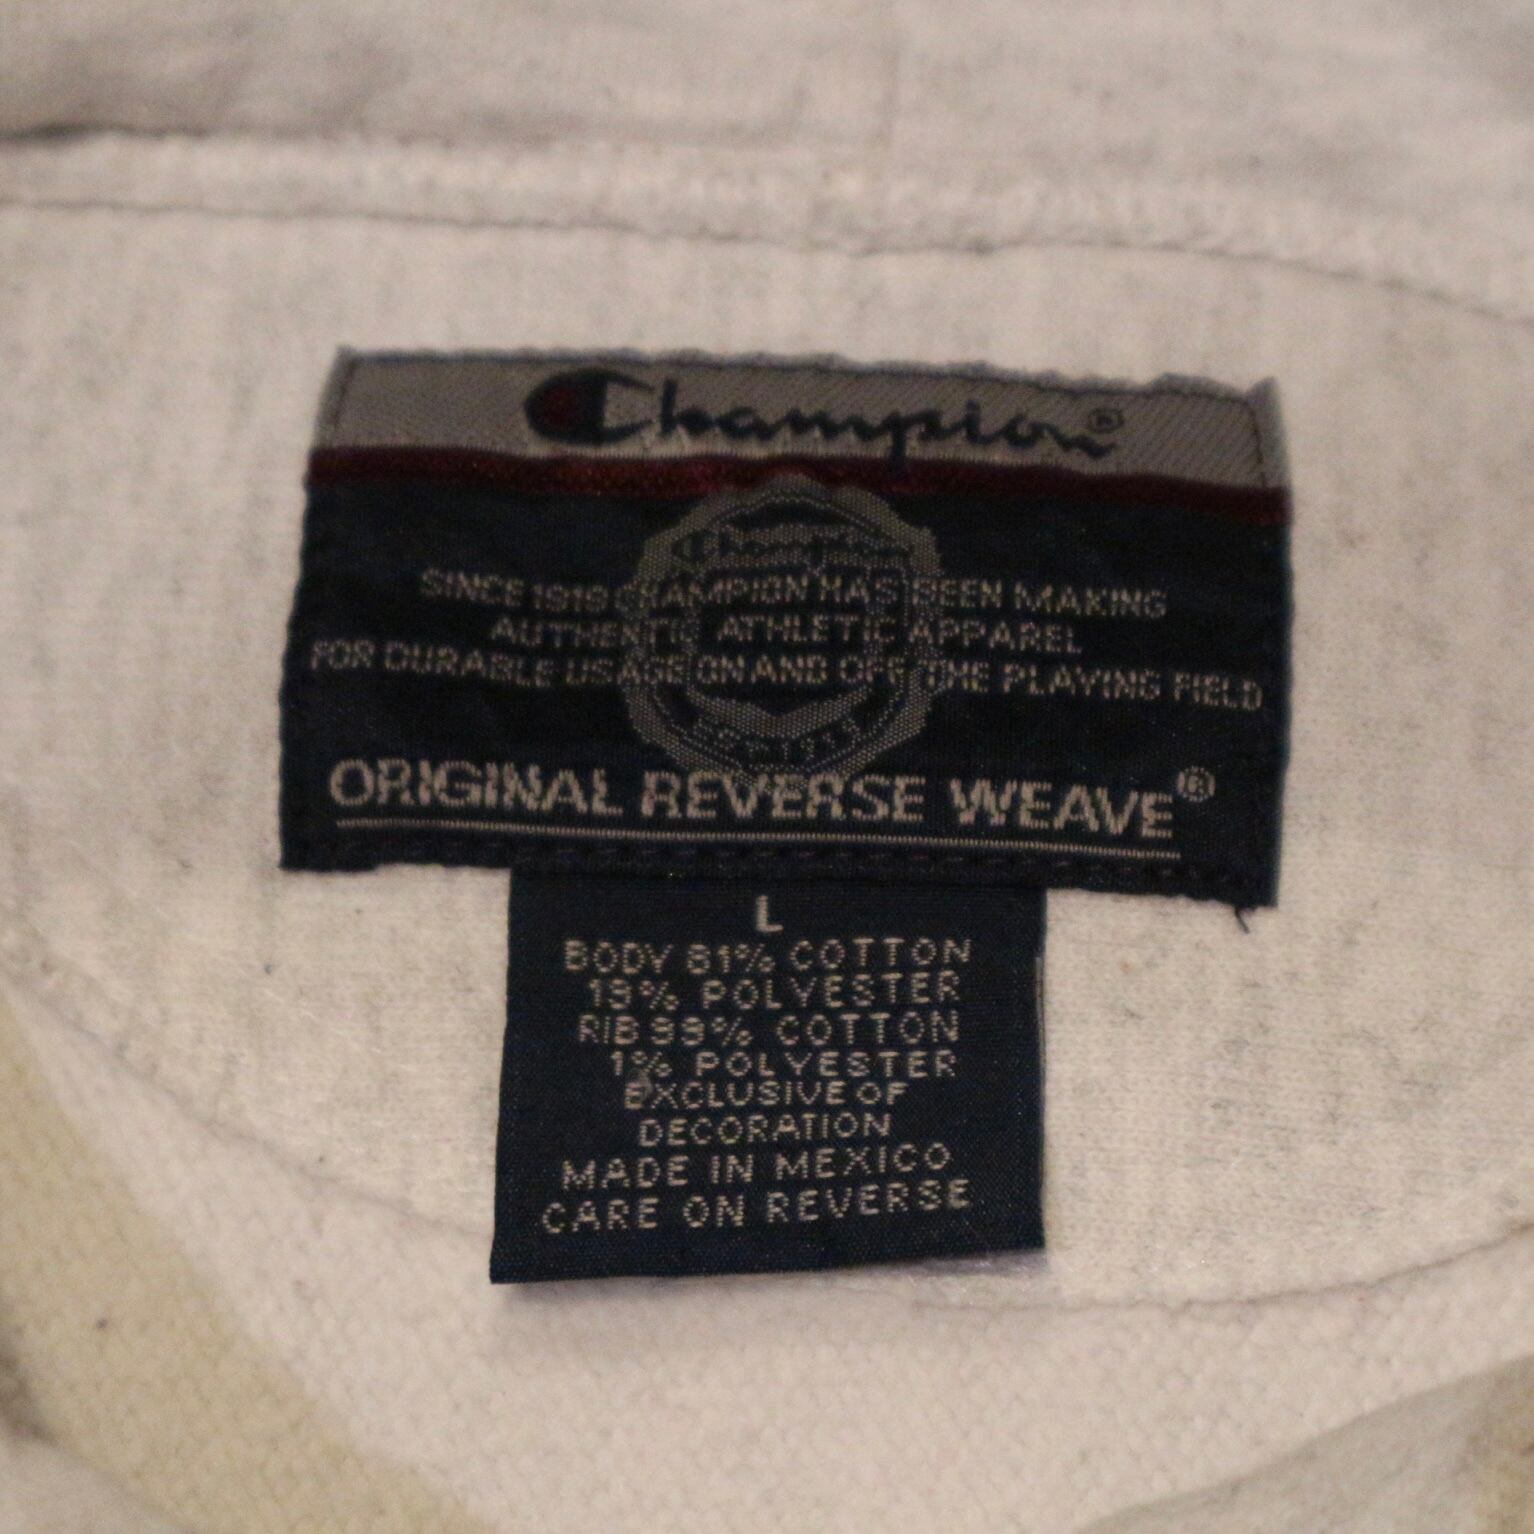 Champion®
Champion
SINCE 1919 CHAMPION HAS BEEN MAKING
AUTHENTIC ATHLETIC APPAREL
FOR DURABLE USAGE ON AND OFF THE PLAYING FIELD
ORIGINAL REVERSE WEAVE®
L
BODY 81% COTTON
19% POLYESTER
RIB 99% COTTON
1% POLYESTER
EXCLUSIVE OF
DECORATION
MADE IN MEXICO
CARE ON REVERSE